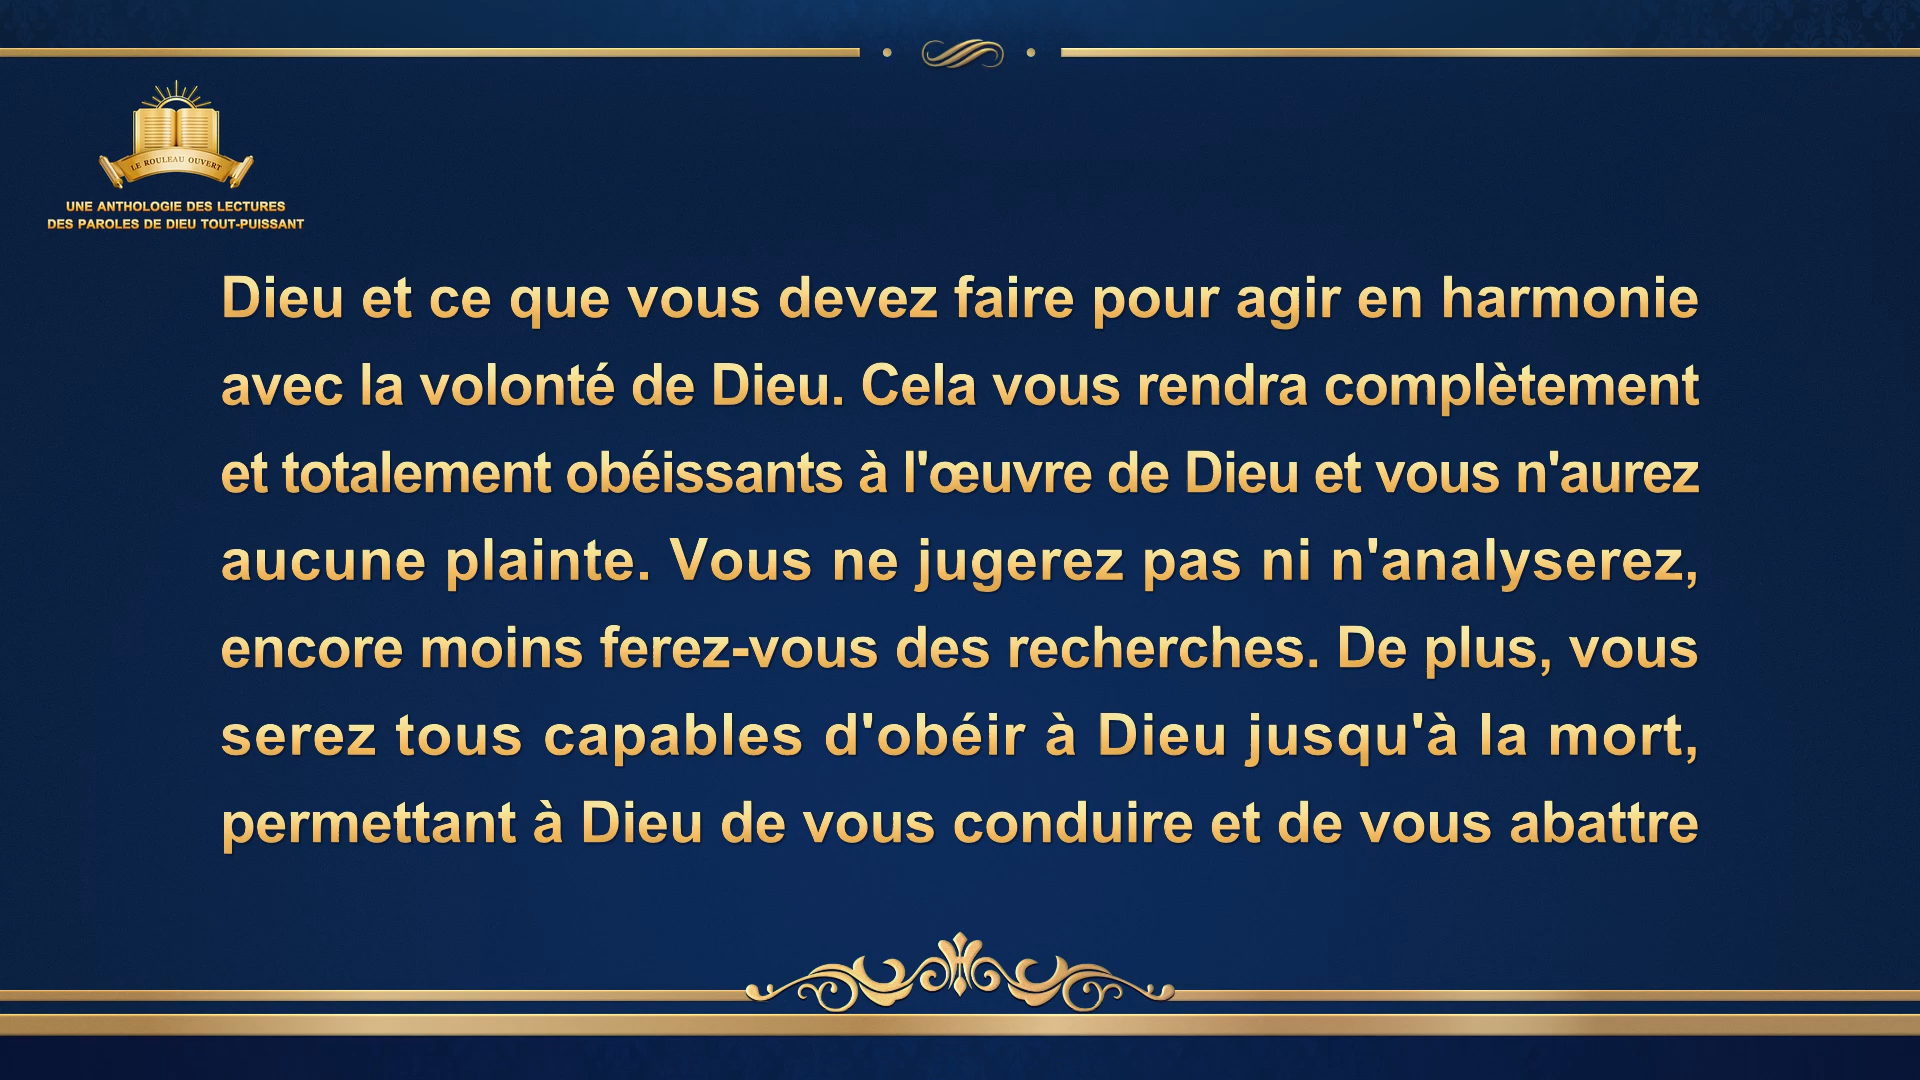 LE ROULEAU OUVERT
UNE ANTHOLOGIE DES LECTURES
DES PAROLES DE DIEU TOUT-PUISSANT
Dieu et ce que vous devez faire pour agir en harmonie
avec la volonté de Dieu. Cela vous rendra complètement
et totalement obéissants à l'œuvre de Dieu et vous n'aurez
aucune plainte. Vous ne jugerez pas ni n'analyserez,
encore moins ferez-vous des recherches. De plus, vous
serez tous capables d'obéir à Dieu jusqu'à la mort,
permettant à Dieu de vous conduire et de vous abattre